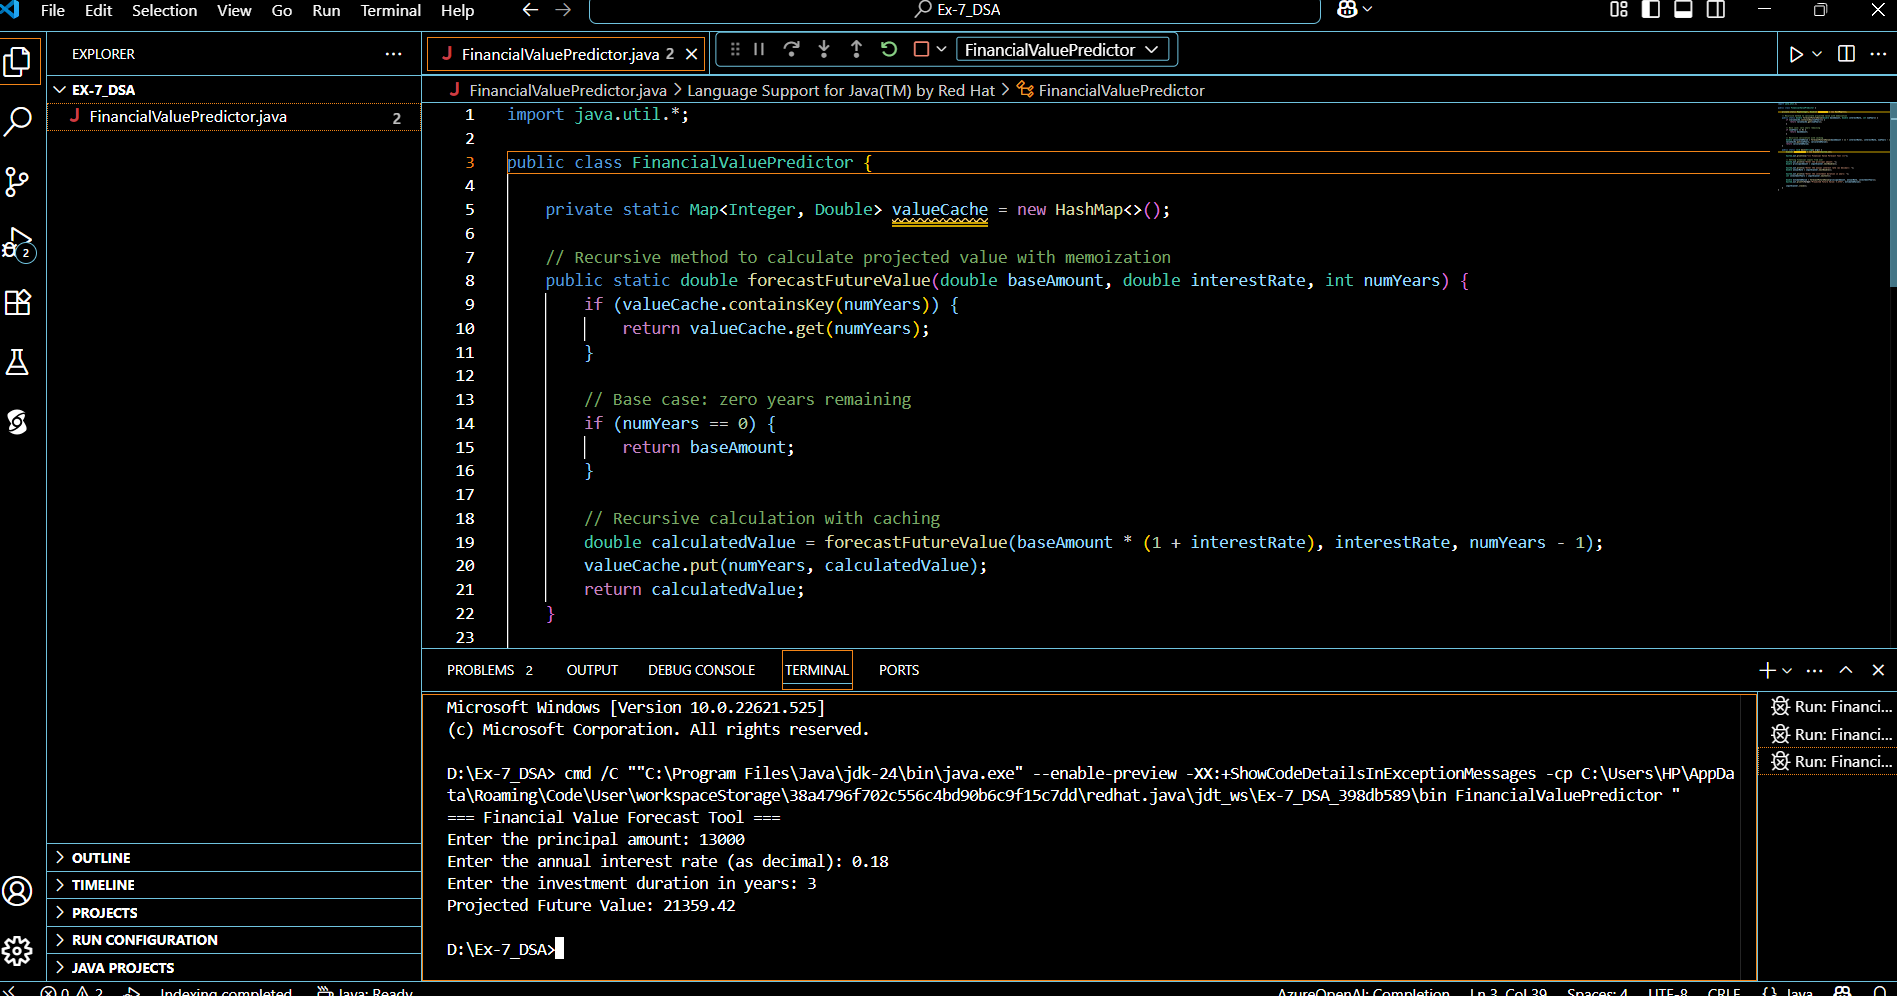 File Edit Selection View Go Run Terminal Help
Ex-7_DSA
EXPLORER
EX-7_DSA
J FinancialValuePredictor.java 2
OUTLINE
TIMELINE
PROJECTS
RUN CONFIGURATION
JAVA PROJECTS
2
J FinancialValuePredictor.java 2
FinancialValuePredictor
J FinancialValuePredictor.java > Language Support for Java(TM) by Red Hat > FinancialValuePredictor
1 import java.util.*;
2
3 public class FinancialValuePredictor {
4
5 private static Map<Integer, Double> valueCache = new HashMap<>();
6
7 // Recursive method to calculate projected value with memoization
8 public static double forecastFutureValue(double baseAmount, double interestRate, int numYears) {
9 if (valueCache.containsKey(numYears)) {
10 return valueCache.get(numYears);
11 }
12
13 // Base case: zero years remaining
14 if (numYears == 0) {
15 return baseAmount;
16 }
17
18 // Recursive calculation with caching
19 double calculatedValue = forecastFutureValue(baseAmount * (1 + interestRate), interestRate, numYears - 1);
20 valueCache.put(numYears, calculatedValue);
21 return calculatedValue;
22 }
23
PROBLEMS 2 OUTPUT DEBUG CONSOLE TERMINAL PORTS
Microsoft Windows [Version 10.0.22621.525]
(c) Microsoft Corporation. All rights reserved.
D:\Ex-7_DSA> cmd /C ""C:\Program Files\Java\jdk-24\bin\java.exe" --enable-preview -XX:+ShowCodeDetailsInExceptionMessages -cp C:\Users\HP\AppDa
ta\Roaming\Code\User\workspaceStorage\38a4796f702c556c4bd90b6c9f15c7dd\redhat.java\jdt_ws\Ex-7_DSA_398db589\bin FinancialValuePredictor "
=== Financial Value Forecast Tool ===
Enter the principal amount: 13000
Enter the annual interest rate (as decimal): 0.18
Enter the investment duration in years: 3
Projected Future Value: 21359.42
D:\Ex-7_DSA>
Run: Financi...
Run: Financi...
Run: Financi...
0 2 Indexing completed Java: Ready
AzureOpenAI: Completion Ln 3, Col 39 Spaces: 4 UTF-8 CRLF {} Java